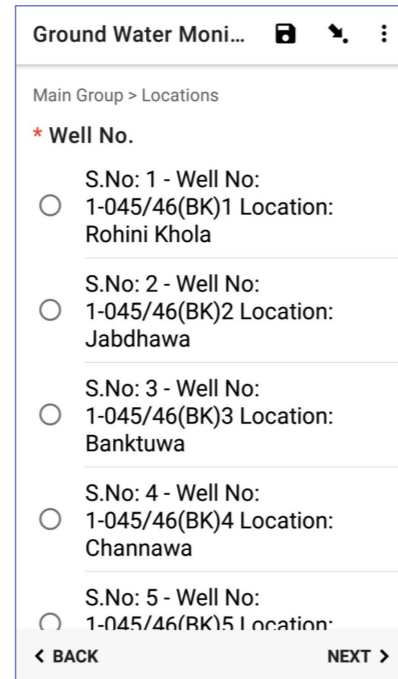 Ground Water Moni...
Main Group > Locations
* Well No.
S.No: 1 - Well No:
1-045/46(BK)1 Location:
Rohini Khola
S.No: 2 - Well No:
1-045/46(BK)2 Location:
Jabdhawa
S.No: 3 - Well No:
1-045/46(BK)3 Location:
Banktuwa
S.No: 4 - Well No:
1-045/46(BK)4 Location:
Channawa
S.No: 5 - Well No:
1-045/46(BK)5 Location:
< BACK NEXT >